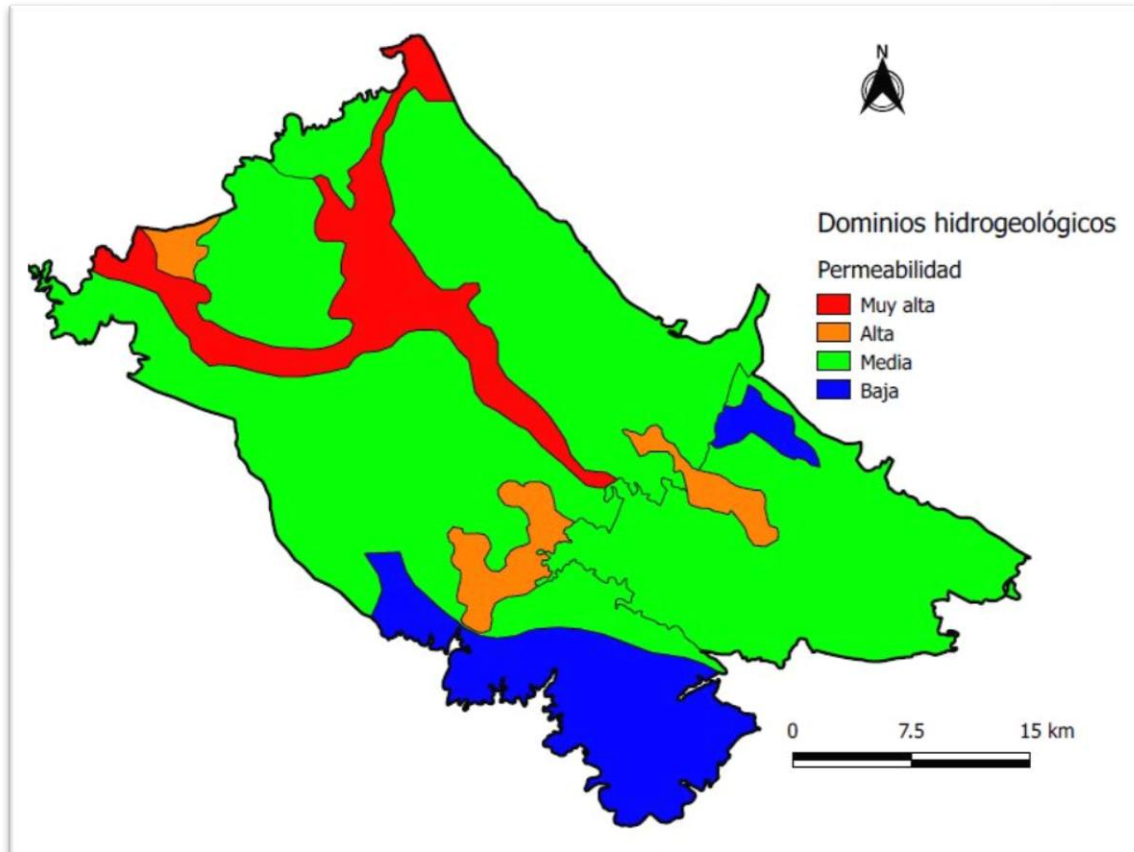 N
Dominios hidrogeológicos
Permeabilidad
Muy alta
Alta
Media
Baja
0 7.5 15 km